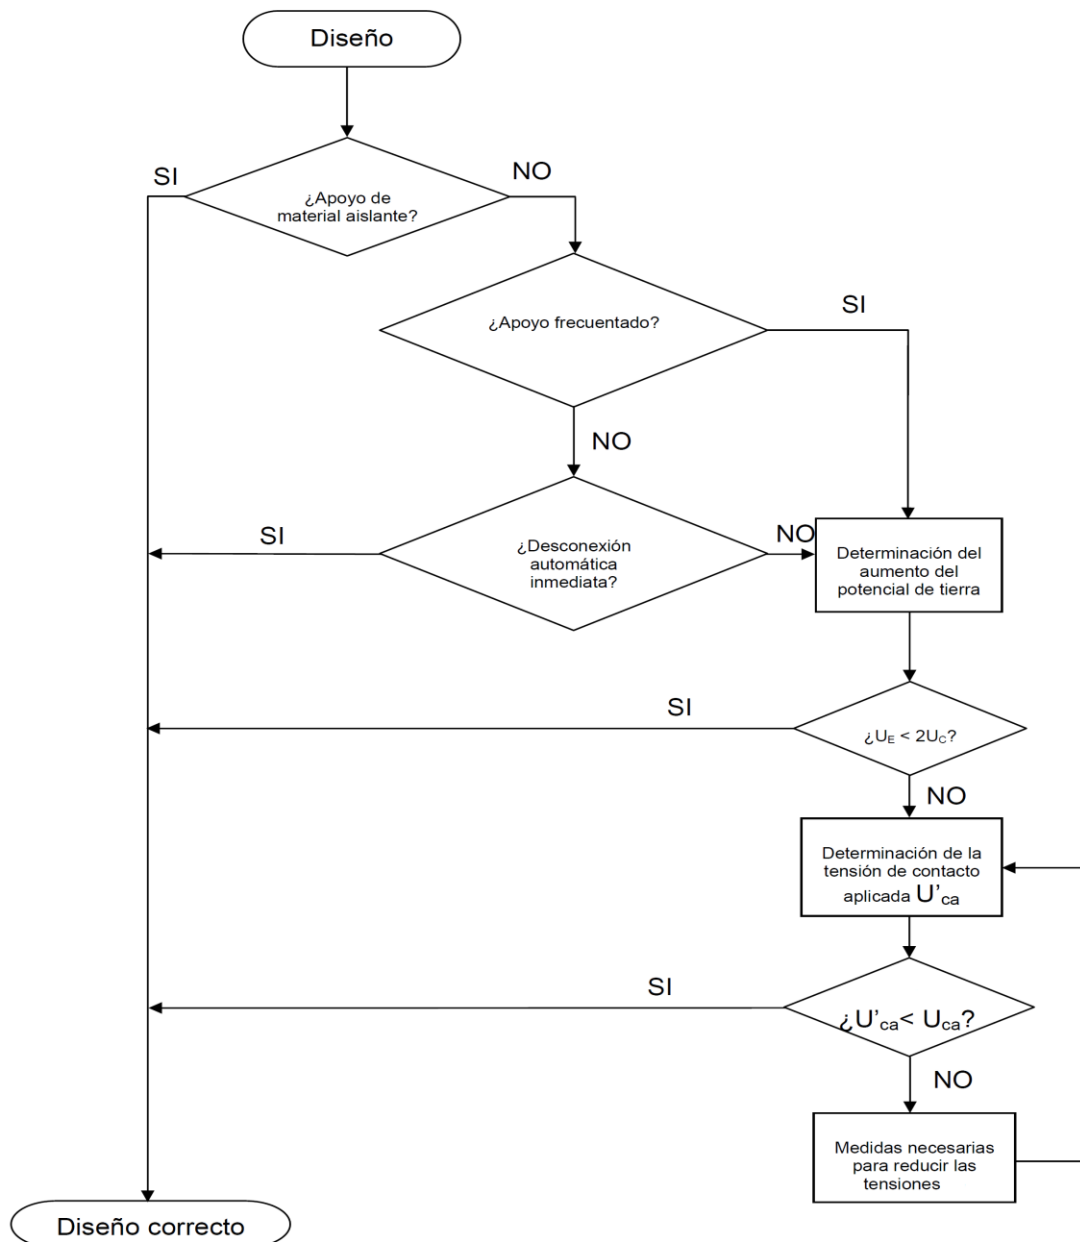 Diseño
SI
NO
¿Apoyo de
material aislante?
¿Apoyo frecuentado?
SI
NO
SI
¿Desconexión
automática
inmediata?
NO
Determinación del
aumento del
potencial de tierra
SI
¿UE < 2UC?
NO
Determinación de la
tensión de contacto
aplicada U'ca
SI
¿U'ca< Uca?
NO
Medidas necesarias
para reducir las
tensiones
Diseño correcto